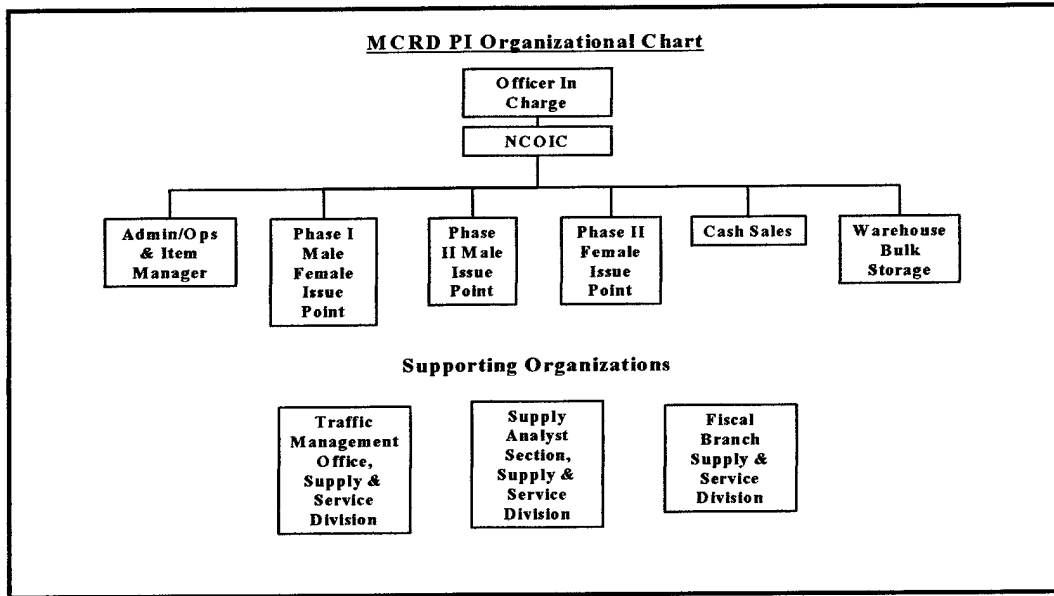 MCRD PI Organizational Chart
Officer In
Charge
NCOIC
Admin/Ops
& Item
Manager
Phase I
Male
Female
Issue
Point
Phase
II Male
Issue
Point
Phase II
Female
Issue
Point
Cash Sales
Warehouse
Bulk
Storage
Supporting Organizations
Traffic
Management
Office,
Supply &
Service
Division
Supply
Analyst
Section,
Supply &
Service
Division
Fiscal
Branch
Supply &
Service
Division